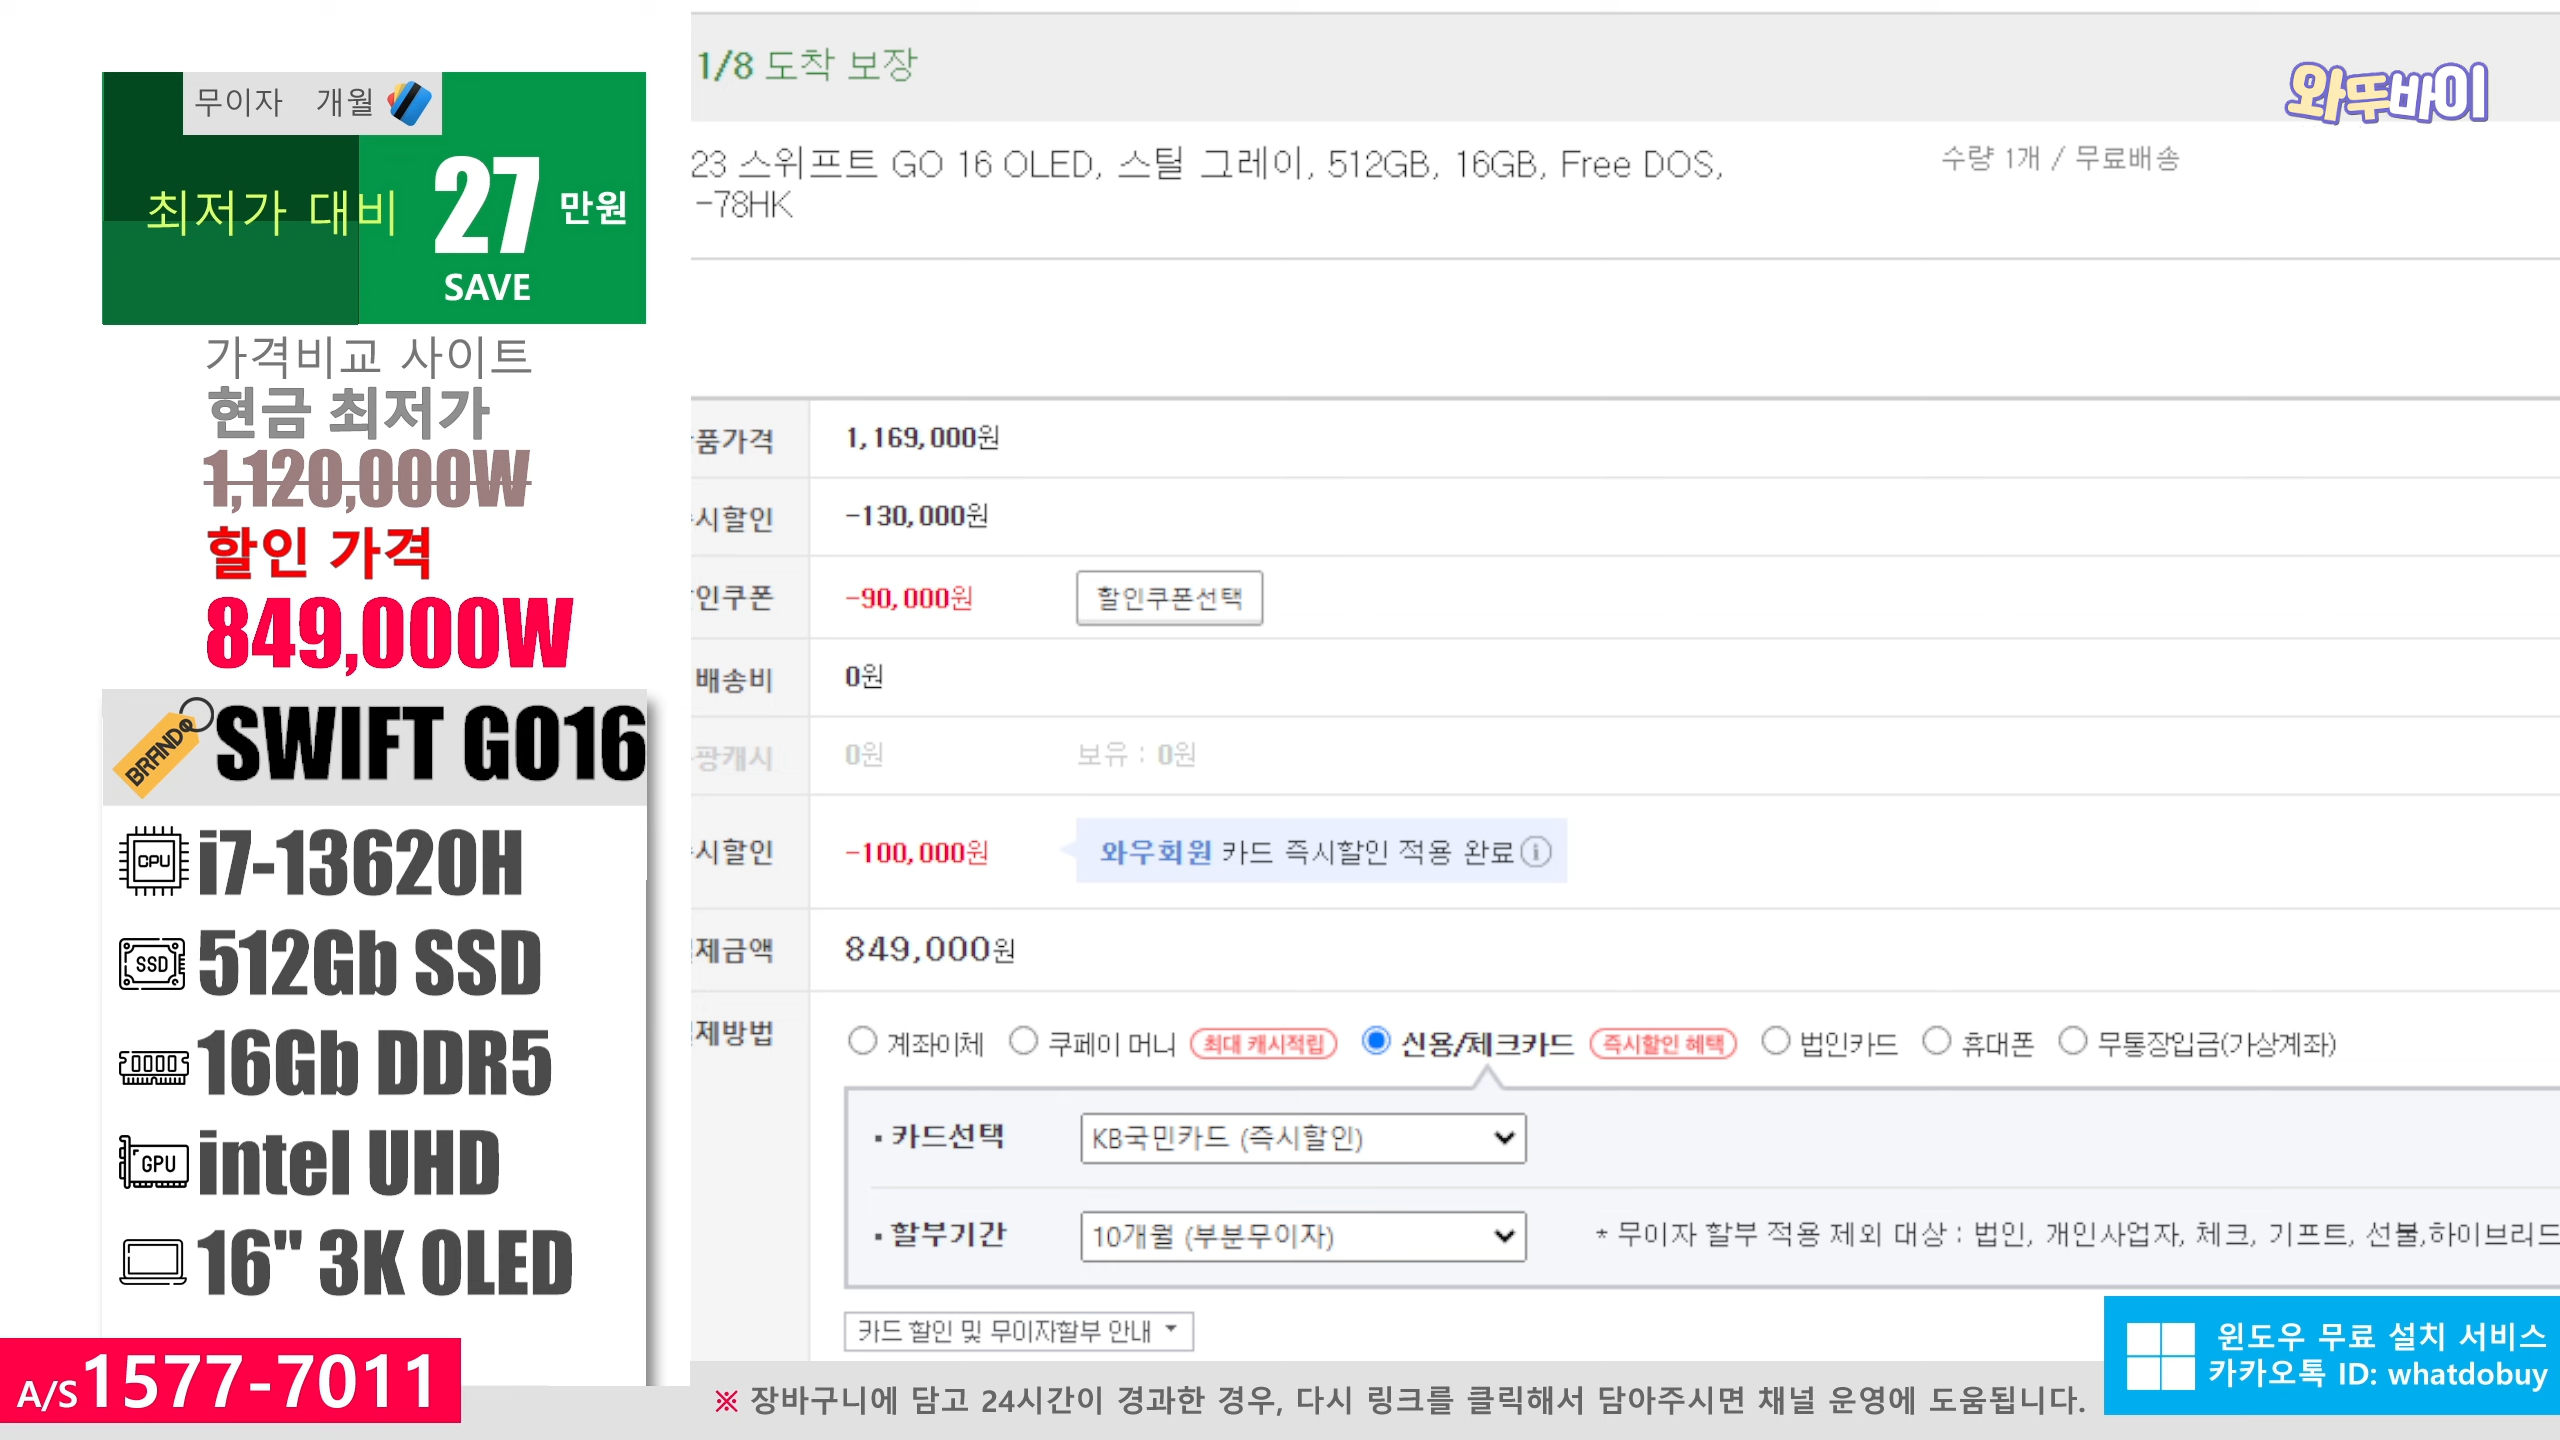 무이자 개월
최저가 대비 27 만원
SAVE
가격비교 사이트
현금 최저가
1,120,000W
할인 가격
849,000W
BRAND
SWIFT GO16
CPU
i7-13620H
SSD
512Gb SSD
16Gb DDR5
GPU
intel UHD
16" 3K OLED
A/S 1577-7011
1/8 도착 보장
와뚜바이
23 스위프트 GO 16 OLED, 스틸 그레이, 512GB, 16GB, Free DOS,
-78HK
수량 1개 / 무료배송
품가격 1,169,000원
시할인 -130,000원
인쿠폰 -90,000원 할인쿠폰선택
배송비 0원
팡캐시 0원 보유 : 0원
시할인 -100,000원 와우회원 카드 즉시할인 적용 완료
제금액 849,000원
제방법 계좌이체 쿠페이 머니 최대 캐시적립 신용/체크카드 즉시할인 혜택 법인카드 휴대폰 무통장입금(가상계좌)
카드선택 KB국민카드 (즉시할인)
할부기간 10개월 (부분무이자) * 무이자 할부 적용 제외 대상 : 법인, 개인사업자, 체크, 기프트, 선불,하이브리드
카드 할인 및 무이자할부 안내
※ 장바구니에 담고 24시간이 경과한 경우, 다시 링크를 클릭해서 담아주시면 채널 운영에 도움됩니다.
윈도우 무료 설치 서비스
카카오톡 ID: whatdobuy